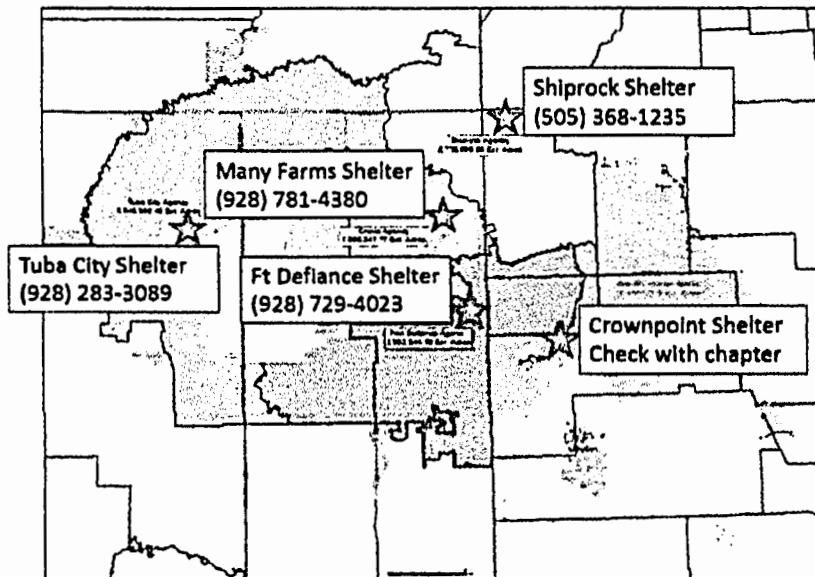 Shiprock Shelter
(505) 368-1235
Many Farms Shelter
(928) 781-4380
Tuba City Shelter
(928) 283-3089
Ft Defiance Shelter
(928) 729-4023
Crownpoint Shelter
Check with chapter